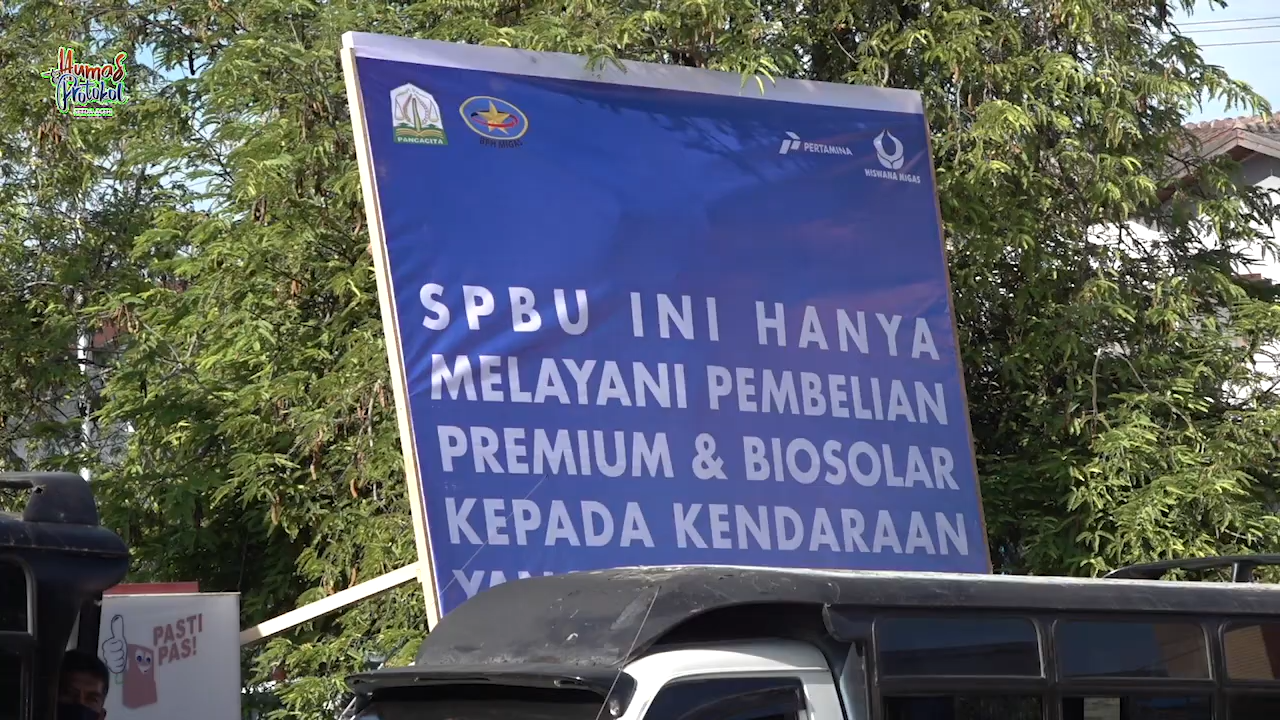 Humas
Protokol
PANCACITA
BPH MIGAS
PERTAMINA
HISWANA MIGAS
SPBU INI HANYA
MELAYANI PEMBELIAN
PREMIUM & BIOSOLAR
KEPADA KENDARAAN
PASTI
PAS!